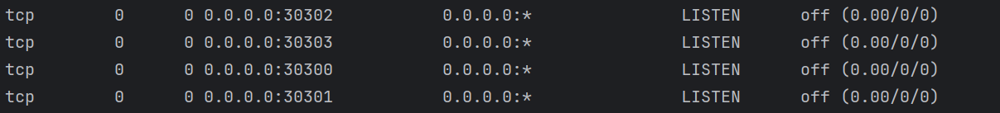 tcp        0      0 0.0.0.0:30302           0.0.0.0:*               LISTEN      off (0.00/0/0)
tcp        0      0 0.0.0.0:30303           0.0.0.0:*               LISTEN      off (0.00/0/0)
tcp        0      0 0.0.0.0:30300           0.0.0.0:*               LISTEN      off (0.00/0/0)
tcp        0      0 0.0.0.0:30301           0.0.0.0:*               LISTEN      off (0.00/0/0)